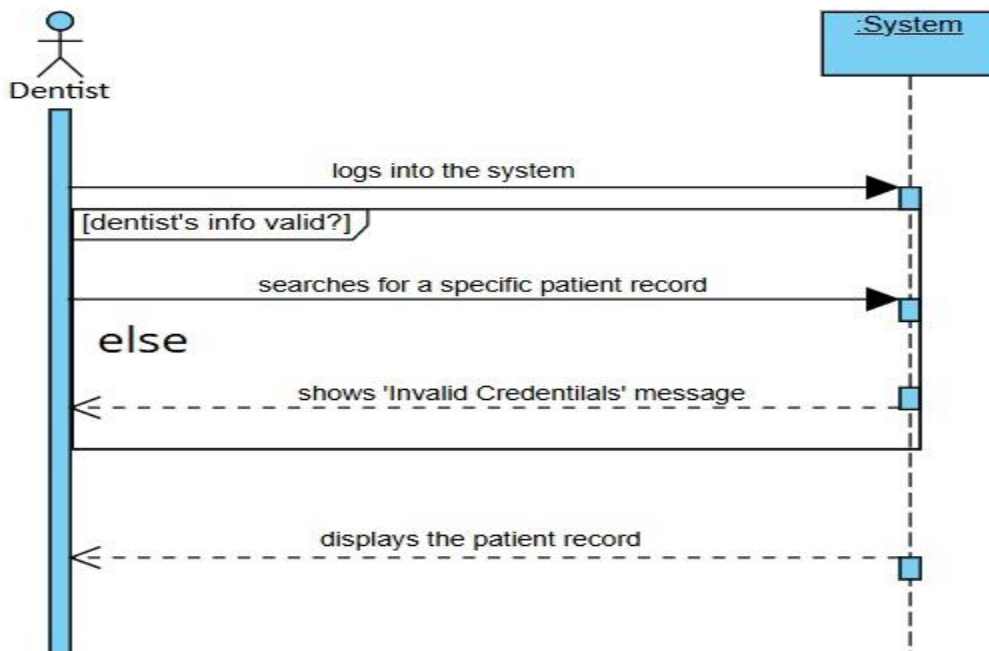 :System
Dentist
logs into the system
[dentist's info valid?]
searches for a specific patient record
else
shows 'Invalid Credentilals' message
displays the patient record